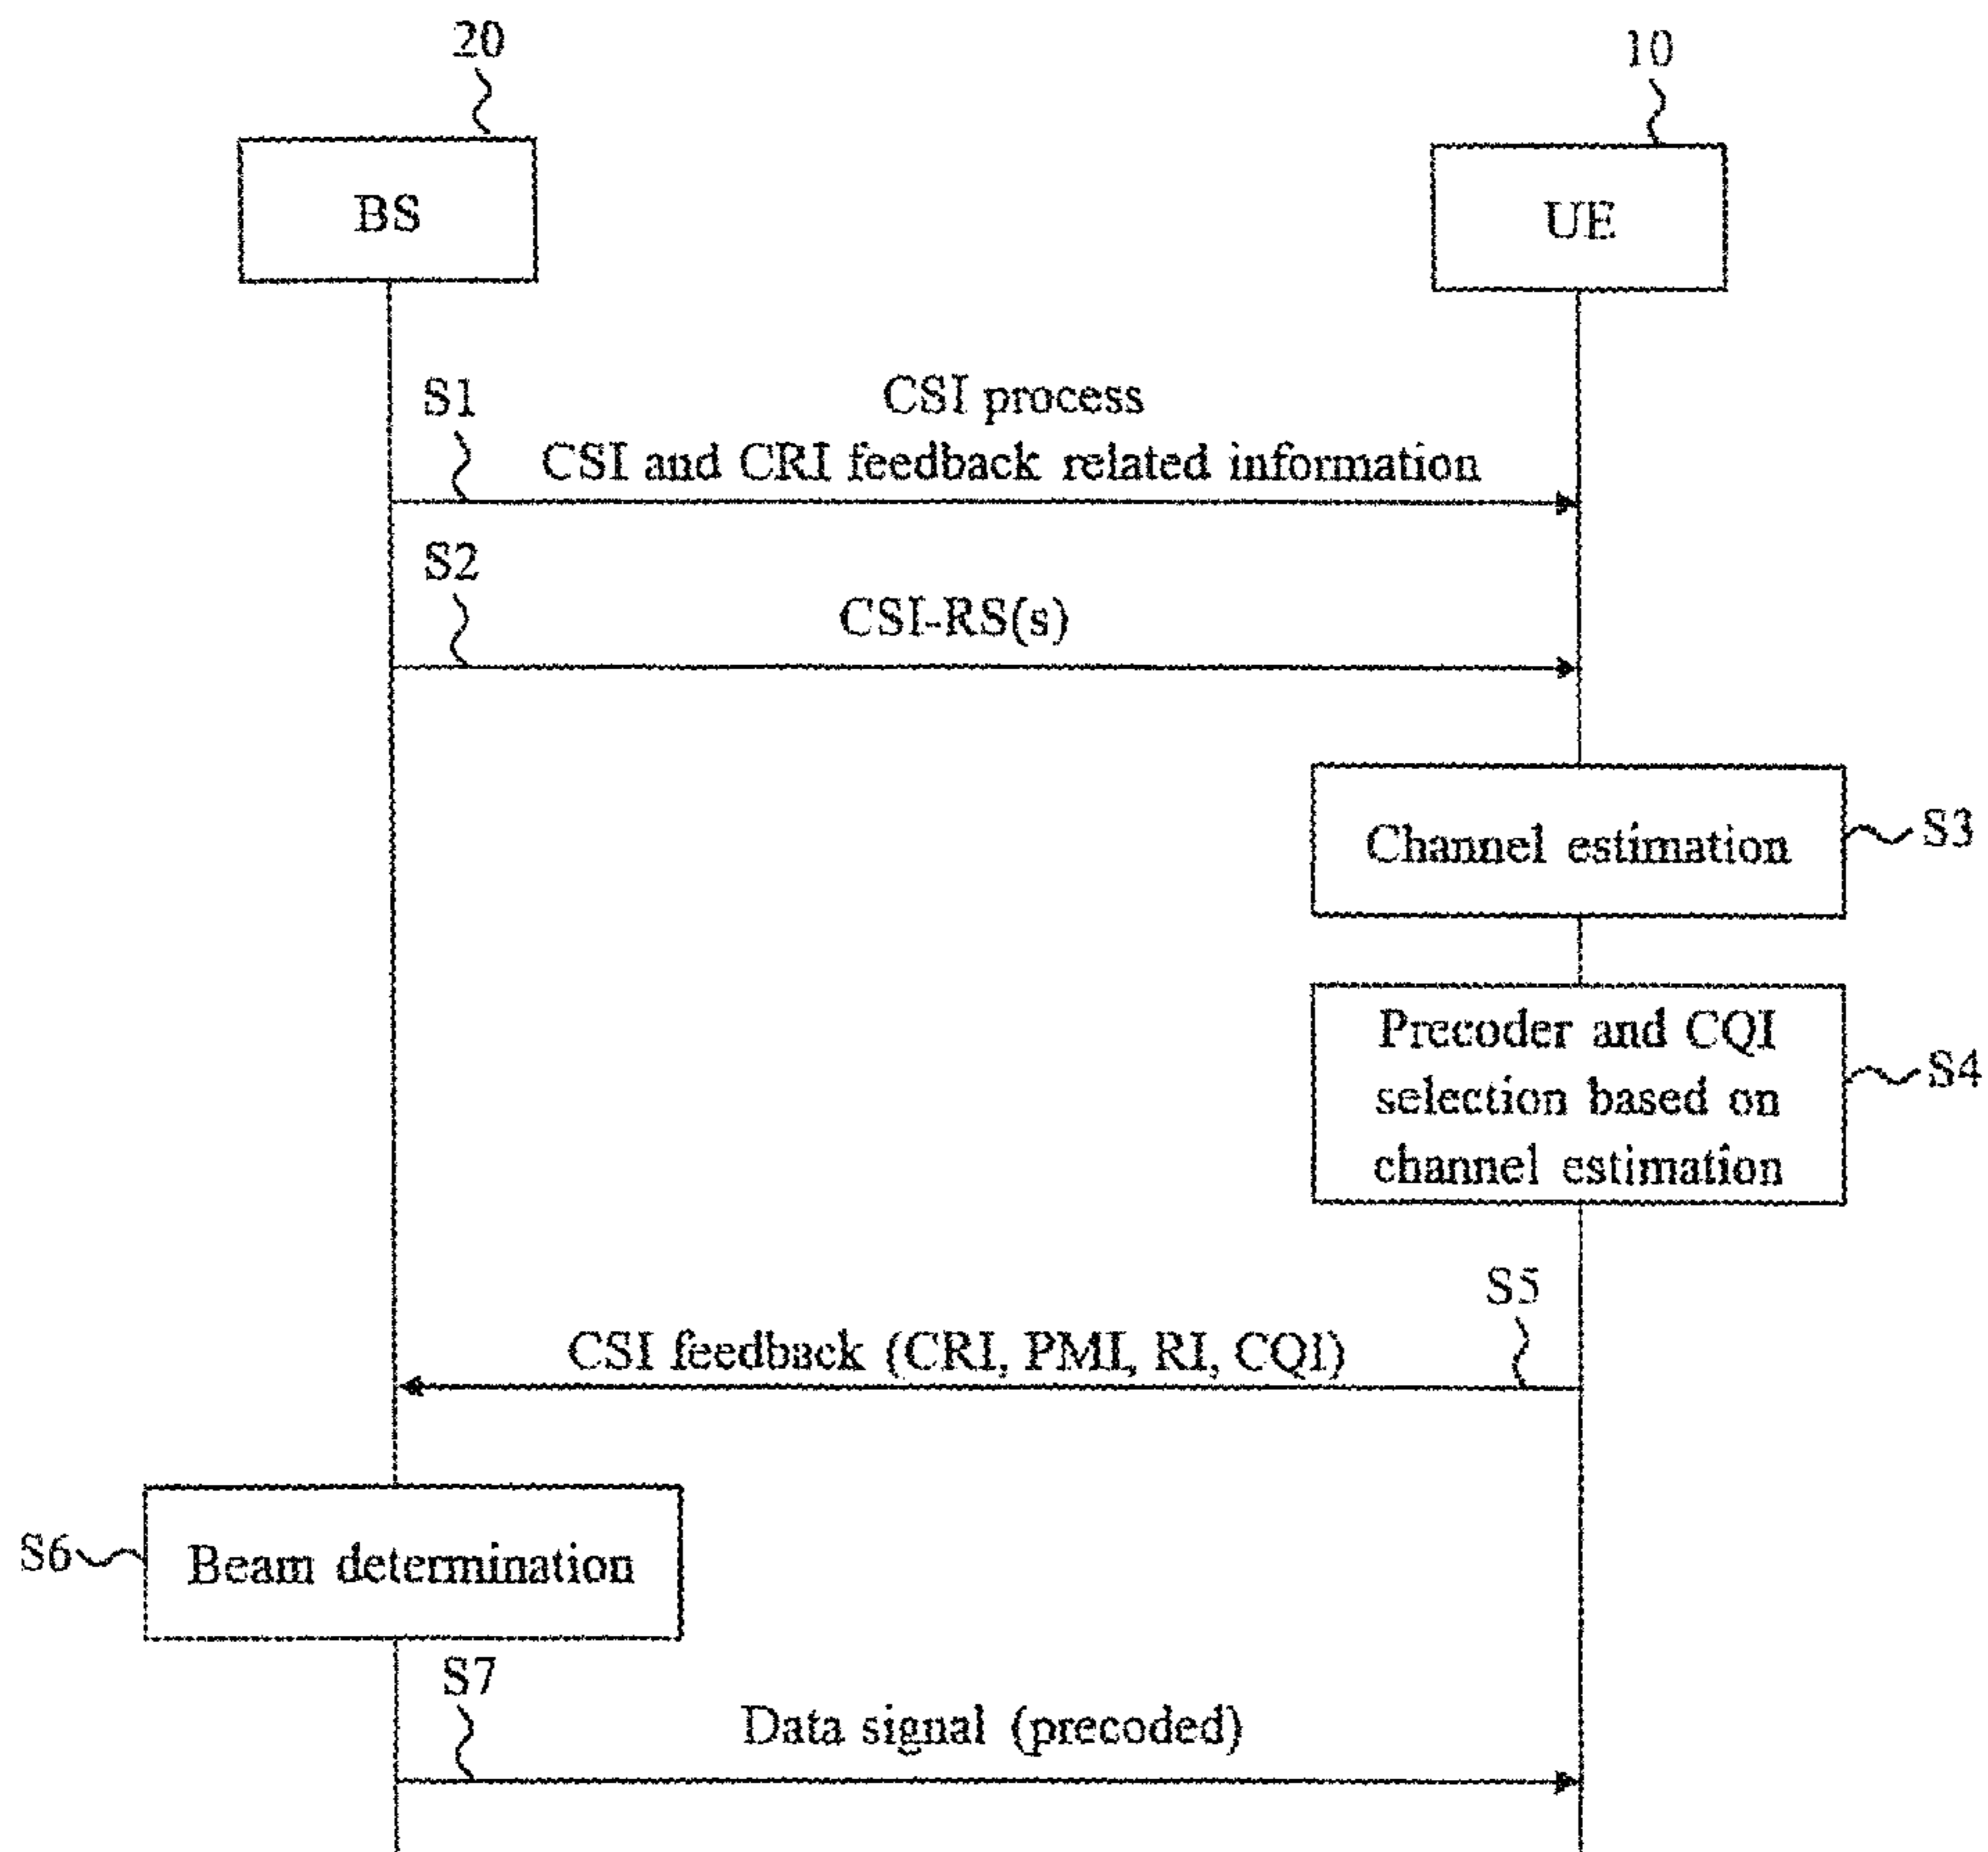 20
10
BS
UE
S1
CSI process
CSI and CRI feedback related information
S2
CSI-RS(s)
Channel estimation
S3
Precoder and CQI
selection based on
channel estimation
S4
S5
CSI feedback (CRI, PMI, RI, CQI)
S6
Beam determination
S7
Data signal (precoded)